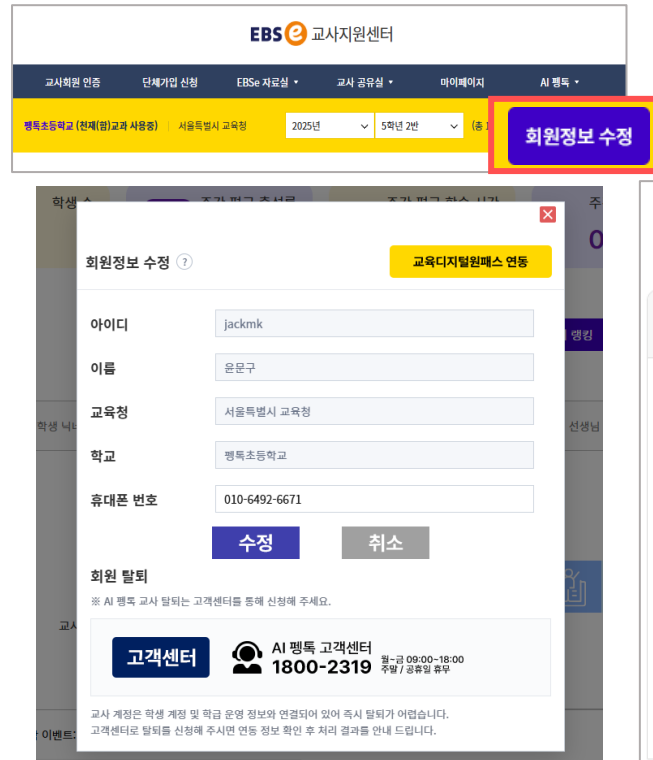 EBSe 교사지원센터
교사회원 인증 단체가입 신청 EBSe 자료실 교사 공유실 마이페이지 AI 펭톡
펭톡초등학교 (천재(함)교과 사용중) 서울특별시 교육청 2025년 5학년 2반 (총
회원정보 수정
학생 주
0
회원정보 수정 ?
교육디지털원패스 연동
아이디 jackmk
랭킹
이름 윤문구
교육청 서울특별시 교육청
학생 닉네 선생님
학교 펭톡초등학교
휴대폰 번호 010-6492-6671
수정 취소
회원 탈퇴
※ AI 펭톡 교사 탈퇴는 고객센터를 통해 신청해 주세요.
교사
고객센터
AI 펭톡 고객센터
1800-2319
월~금 09:00~18:00
주말 / 공휴일 휴무
교사 계정은 학생 계정 및 학급 운영 정보와 연결되어 있어 즉시 탈퇴가 어렵습니다.
고객센터로 탈퇴를 신청해 주시면 연동 정보 확인 후 처리 결과를 안내 드립니다.
이벤트: